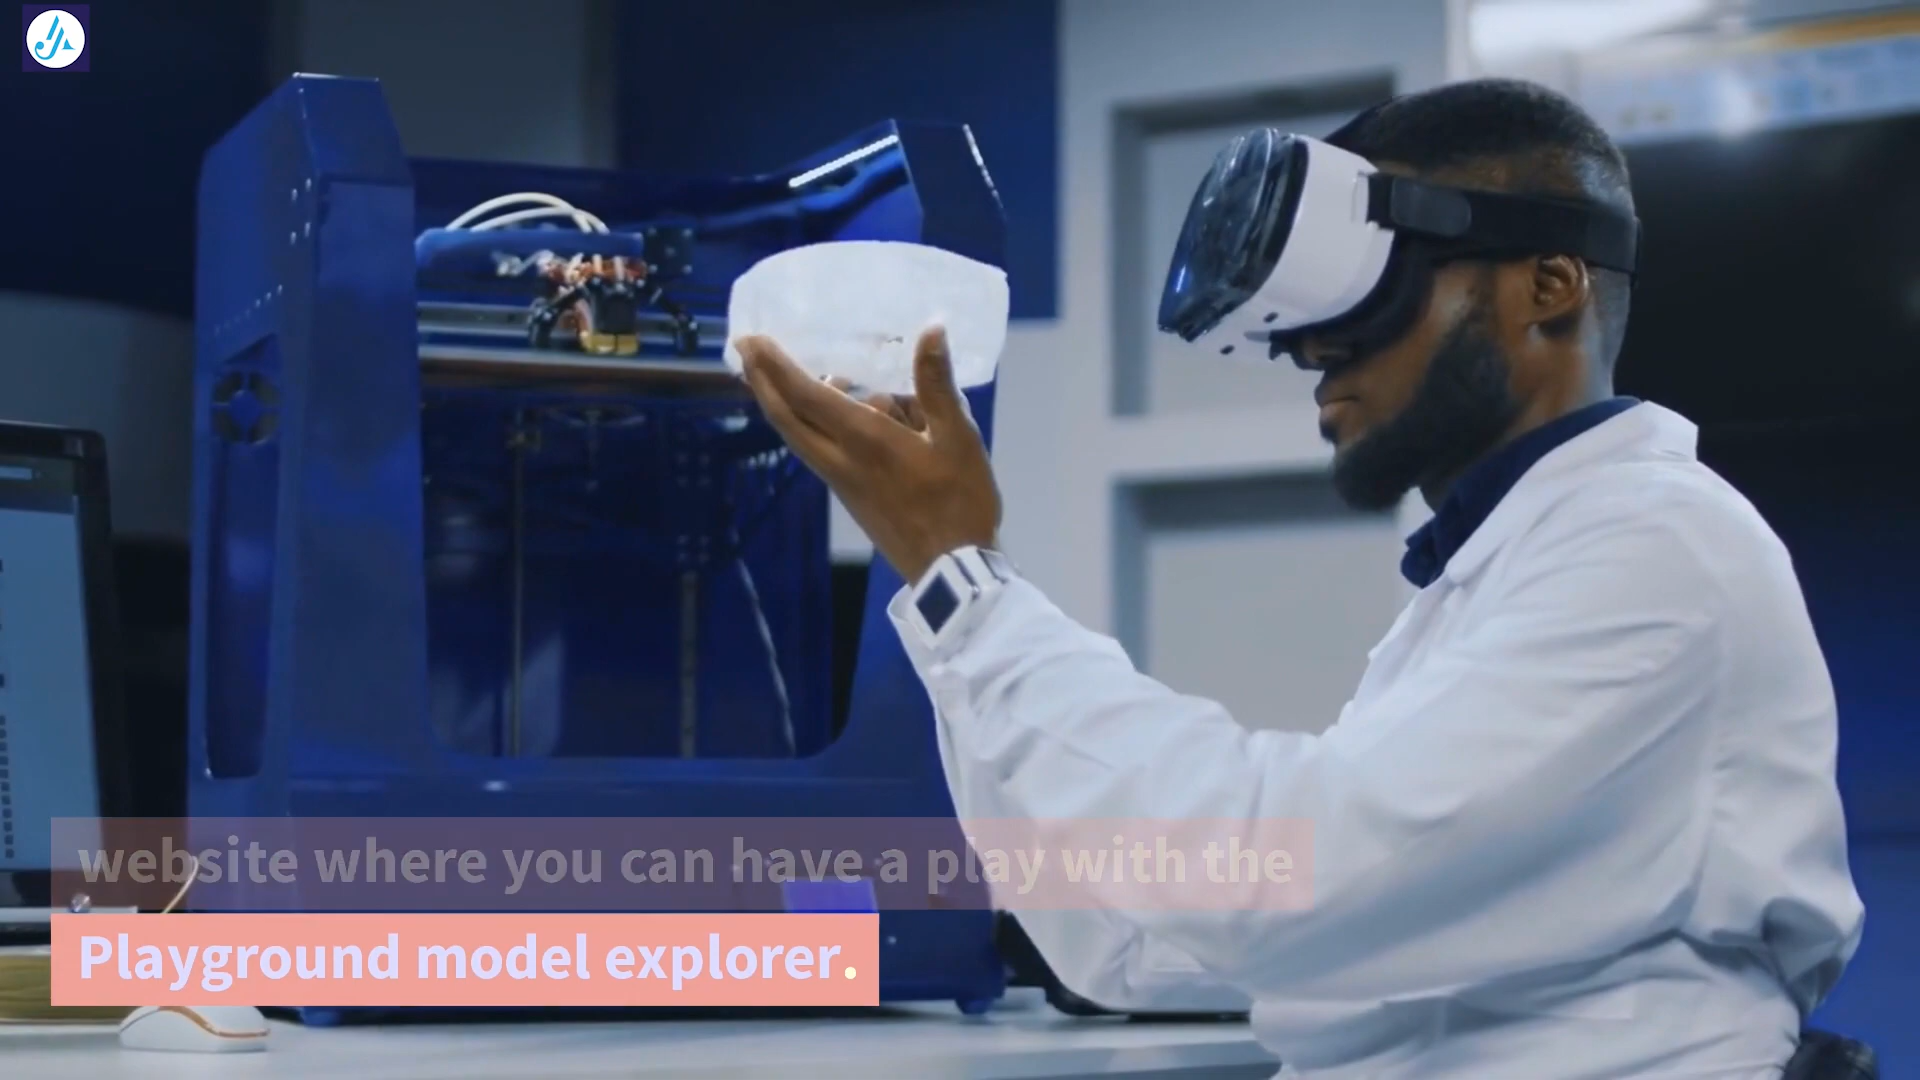 website where you can have a play with the
Playground model explorer.